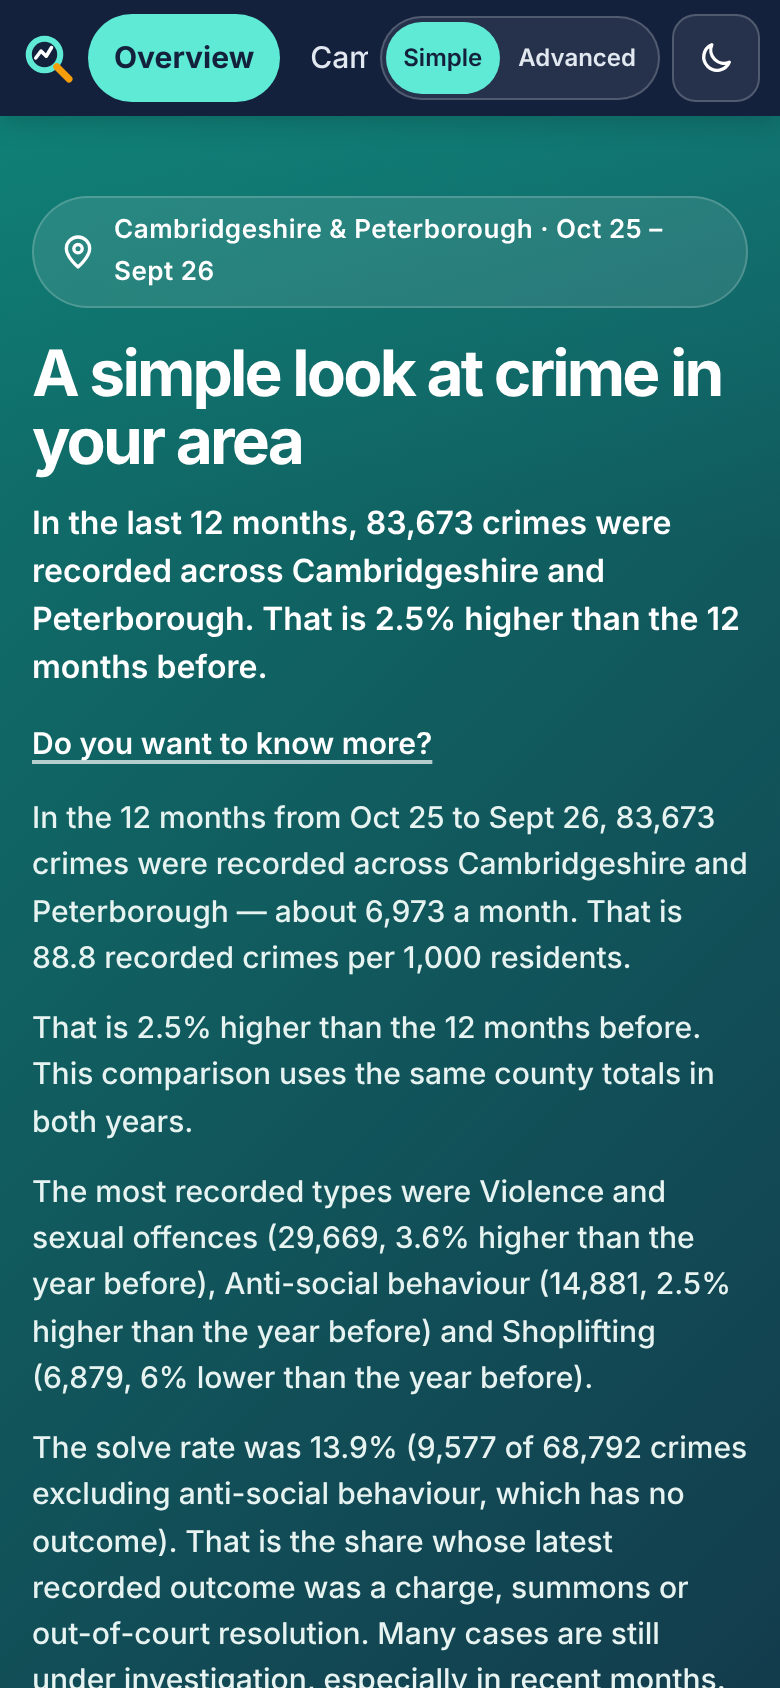 Overview
Cam
Simple
Advanced
Cambridgeshire & Peterborough · Oct 25 –
Sept 26
A simple look at crime in
your area
In the last 12 months, 83,673 crimes were
recorded across Cambridgeshire and
Peterborough. That is 2.5% higher than the 12
months before.
Do you want to know more?
In the 12 months from Oct 25 to Sept 26, 83,673
crimes were recorded across Cambridgeshire and
Peterborough — about 6,973 a month. That is
88.8 recorded crimes per 1,000 residents.
That is 2.5% higher than the 12 months before.
This comparison uses the same county totals in
both years.
The most recorded types were Violence and
sexual offences (29,669, 3.6% higher than the
year before), Anti-social behaviour (14,881, 2.5%
higher than the year before) and Shoplifting
(6,879, 6% lower than the year before).
The solve rate was 13.9% (9,577 of 68,792 crimes
excluding anti-social behaviour, which has no
outcome). That is the share whose latest
recorded outcome was a charge, summons or
out-of-court resolution. Many cases are still
under investigation, especially in recent months.